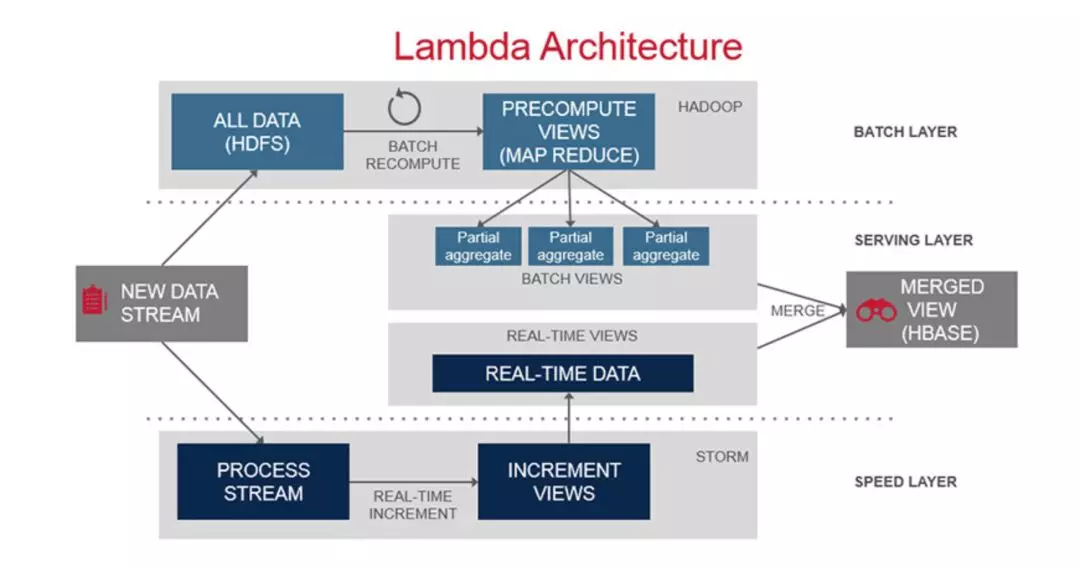 Lambda Architecture
ALL DATA
(HDFS)
BATCH
RECOMPUTE
PRECOMPUTE
VIEWS
(MAP REDUCE)
HADOOP
BATCH LAYER
Partial
aggregate
Partial
aggregate
Partial
aggregate
BATCH VIEWS
SERVING LAYER
NEW DATA
STREAM
MERGE
MERGED
VIEW
(HBASE)
REAL-TIME VIEWS
REAL-TIME DATA
PROCESS
STREAM
REAL-TIME
INCREMENT
INCREMENT
VIEWS
STORM
SPEED LAYER